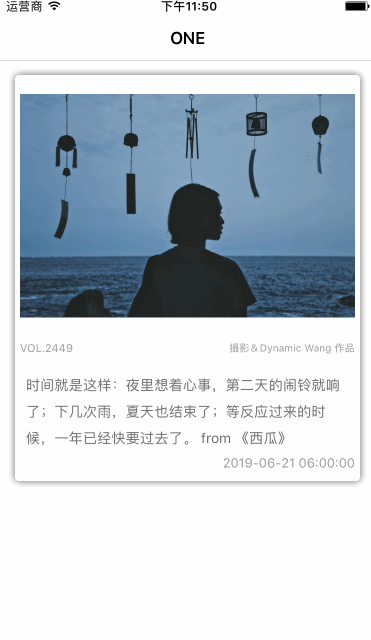 运营商 下午11:50
ONE
VOL.2449 摄影＆Dynamic Wang 作品
时间就是这样：夜里想着心事，第二天的闹铃就响
了；下几次雨，夏天也结束了；等反应过来的时
候，一年已经快要过去了。 from 《西瓜》
2019-06-21 06:00:00